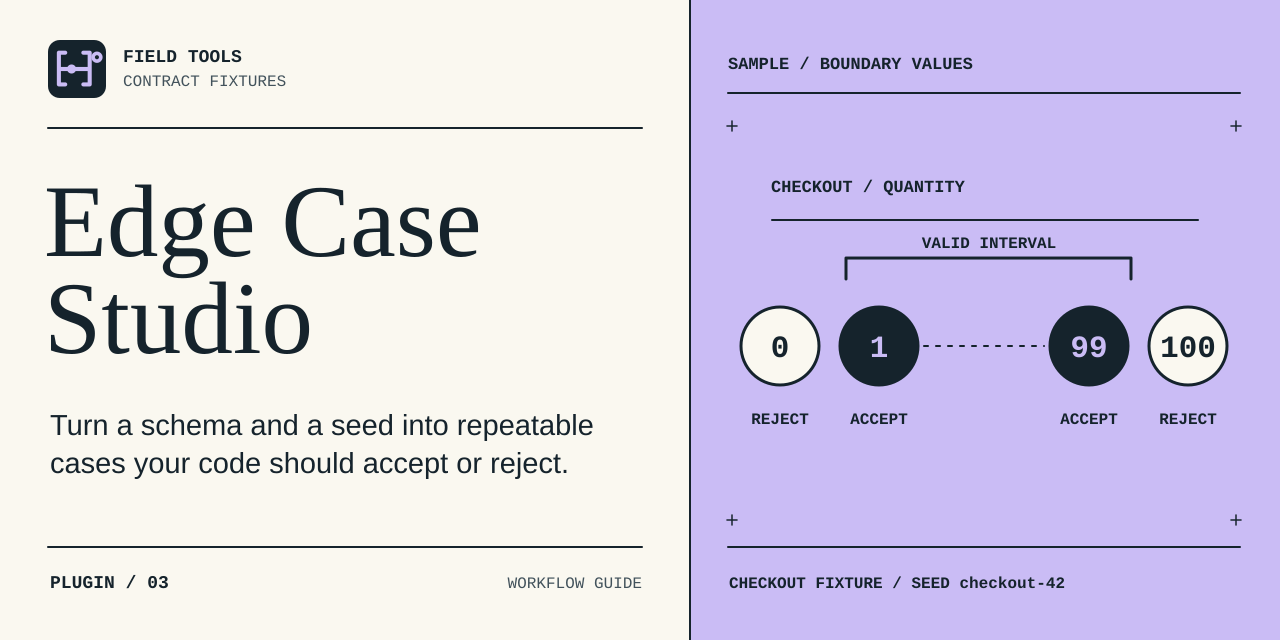 FIELD TOOLS
CONTRACT FIXTURES
Edge Case
Studio
Turn a schema and a seed into repeatable
cases your code should accept or reject.
PLUGIN / 03
WORKFLOW GUIDE
SAMPLE / BOUNDARY VALUES
CHECKOUT / QUANTITY
VALID INTERVAL
0 1 99 100
REJECT ACCEPT ACCEPT REJECT
CHECKOUT FIXTURE / SEED checkout-42